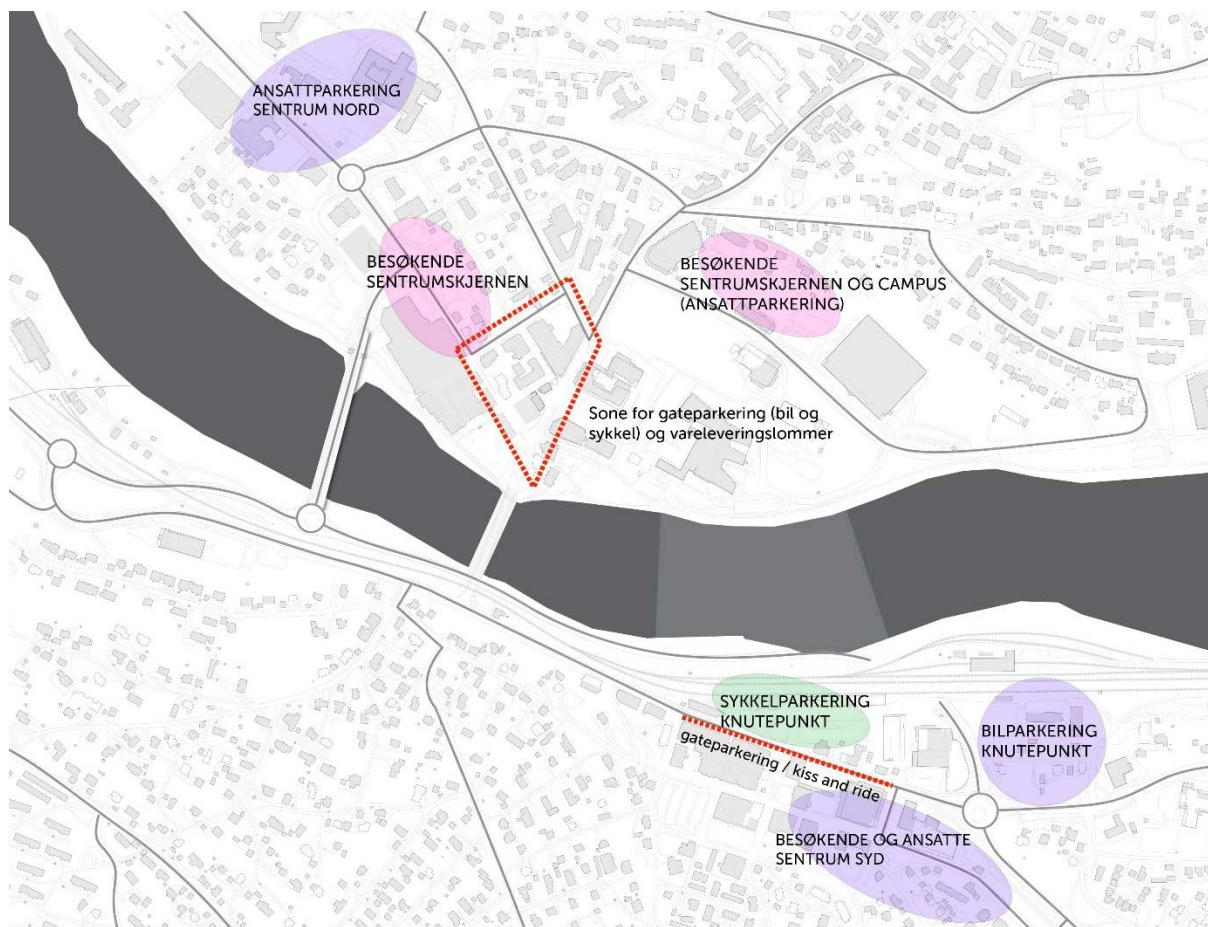 ANSATTPARKERING
SENTRUM NORD
BESØKENDE
SENTRUMSKJERNEN
BESØKENDE
SENTRUMSKJERNEN OG CAMPUS
(ANSATTPARKERING)
Sone for gateparkering (bil og
sykkel) og vareleveringslommer
SYKKELPARKERING
KNUTEPUNKT
BILPARKERING
KNUTEPUNKT
gateparkering / kiss and ride
BESØKENDE OG ANSATTE
SENTRUM SYD